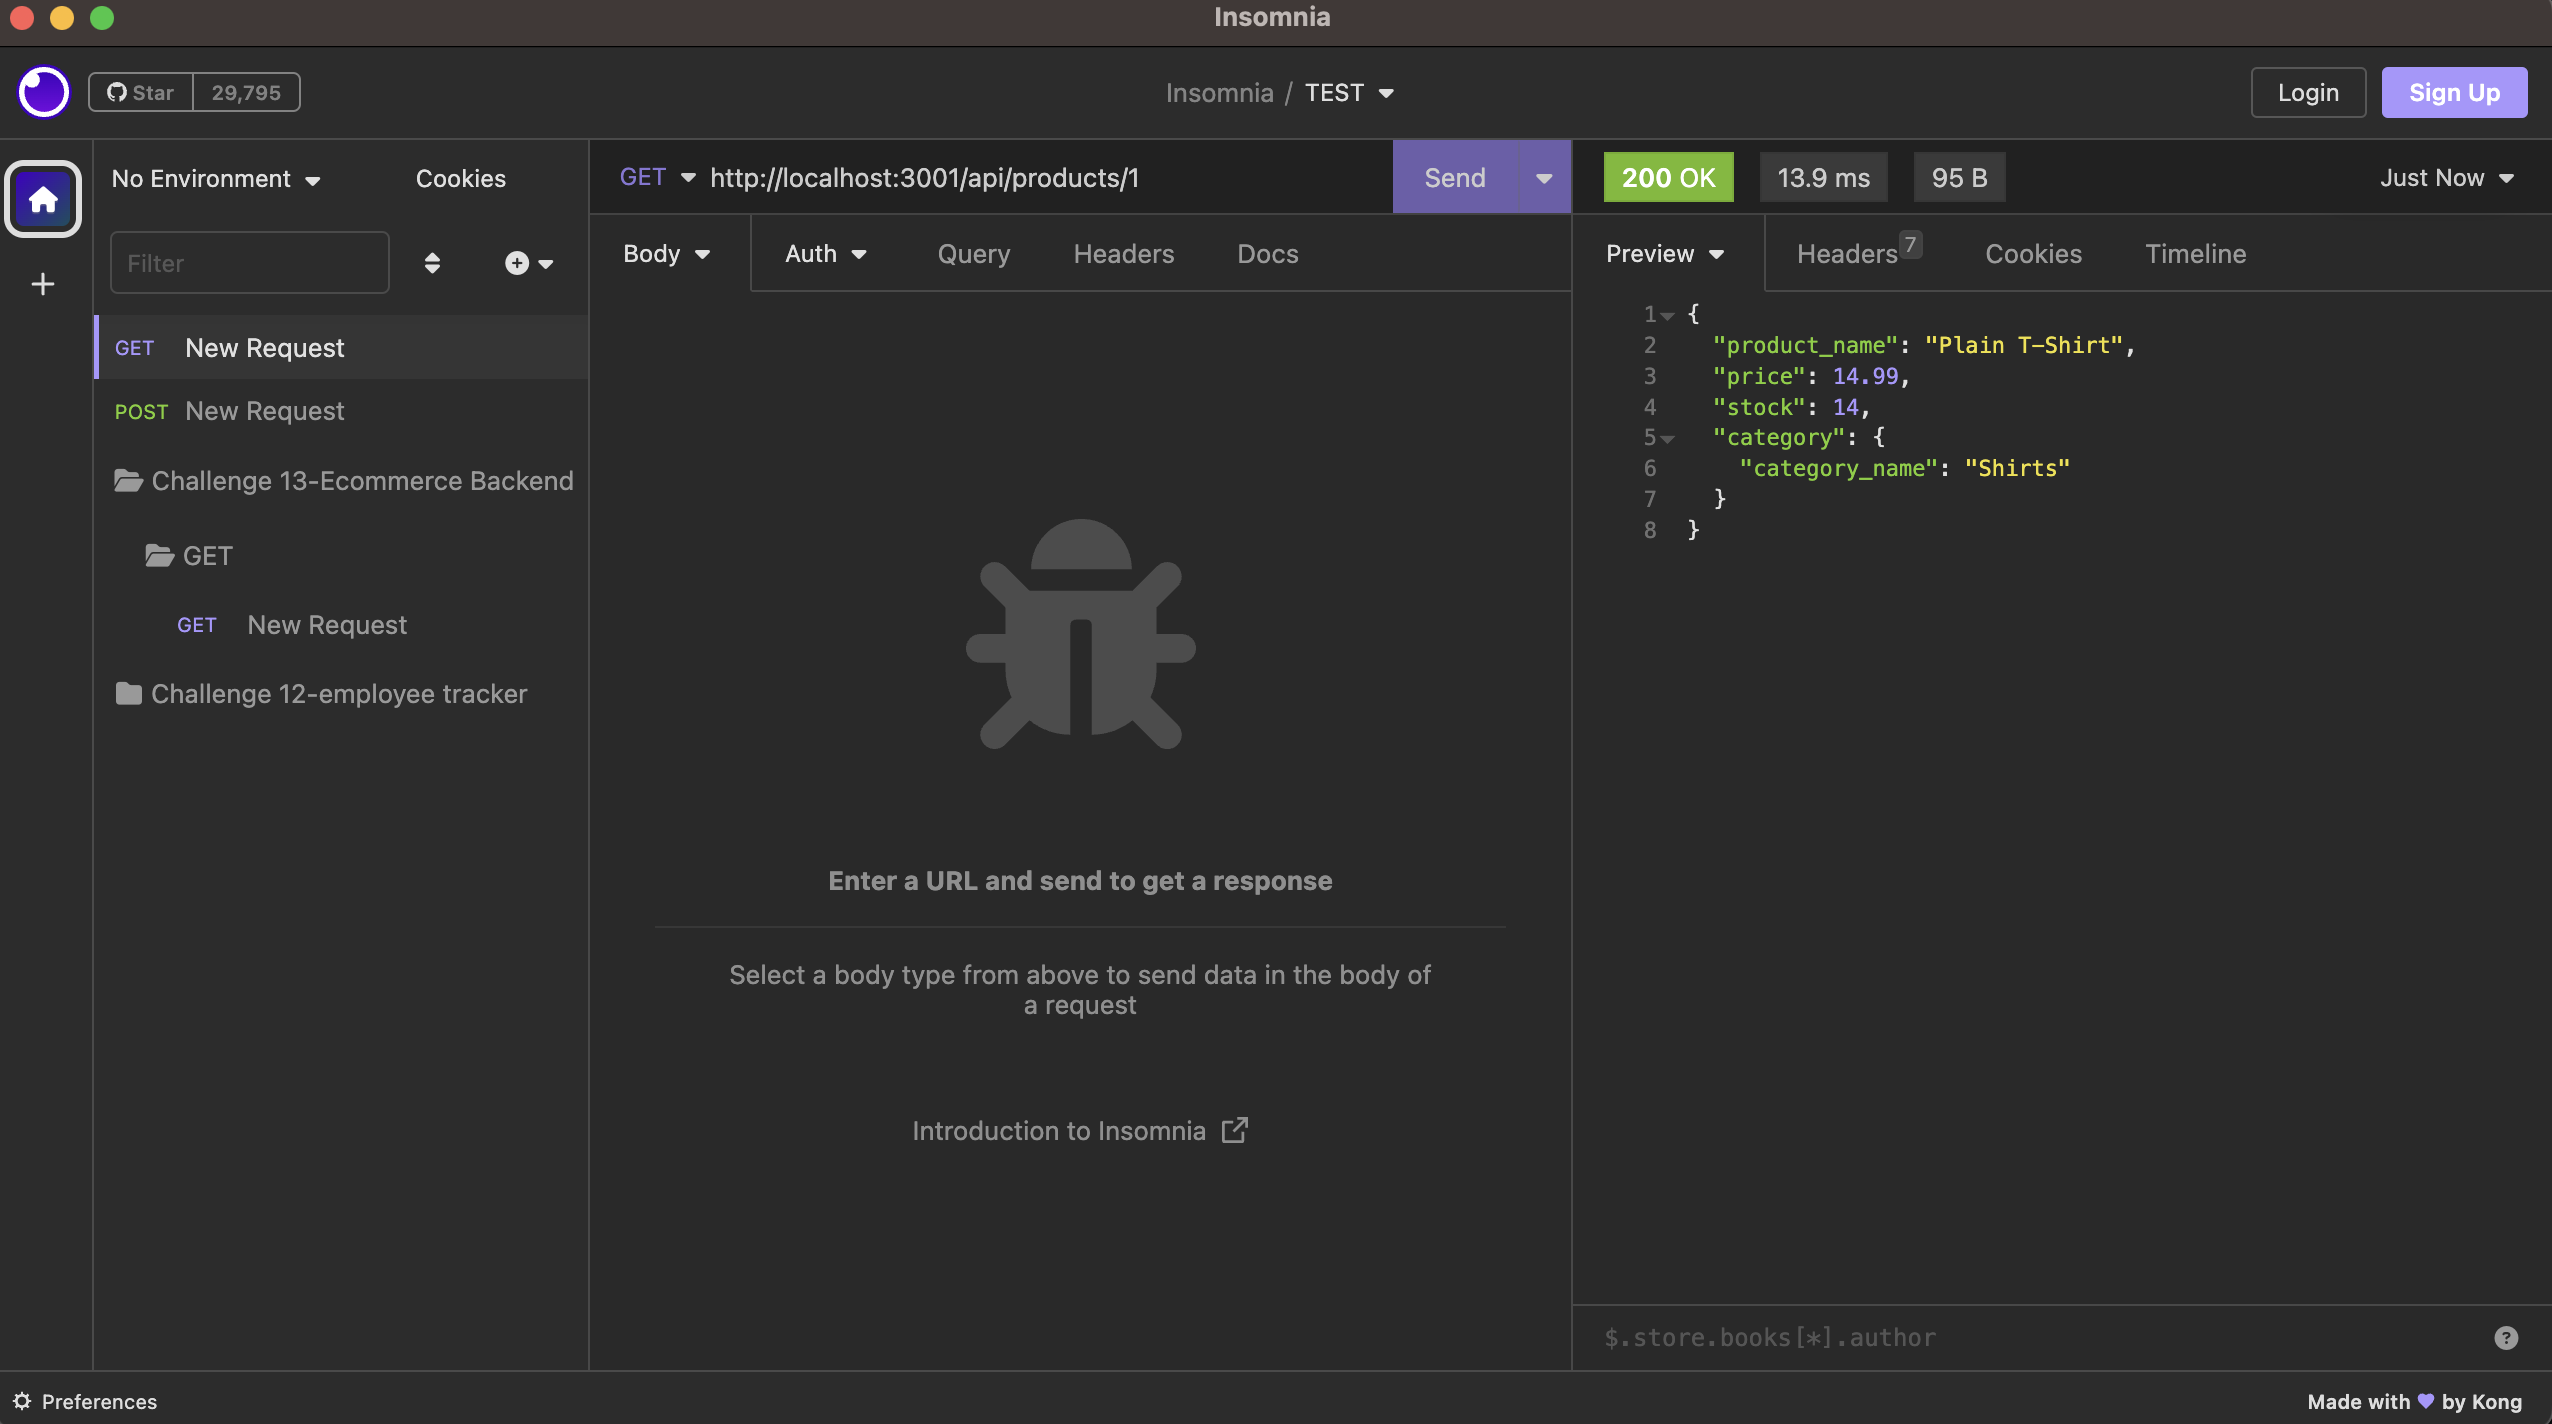 Insomnia
Star 29,795
Insomnia / TEST
Login
Sign Up
No Environment
Cookies
Filter
GET New Request
POST New Request
Challenge 13-Ecommerce Backend
GET
GET New Request
Challenge 12-employee tracker
GET http://localhost:3001/api/products/1
Send
Body
Auth
Query
Headers
Docs
Enter a URL and send to get a response
Select a body type from above to send data in the body of
a request
Introduction to Insomnia
200 OK
13.9 ms
95 B
Just Now
Preview
Headers 7
Cookies
Timeline
1 {
2 "product_name": "Plain T-Shirt",
3 "price": 14.99,
4 "stock": 14,
5 "category": {
6 "category_name": "Shirts"
7 }
8 }
$.store.books[*].author
?
Preferences
Made with by Kong